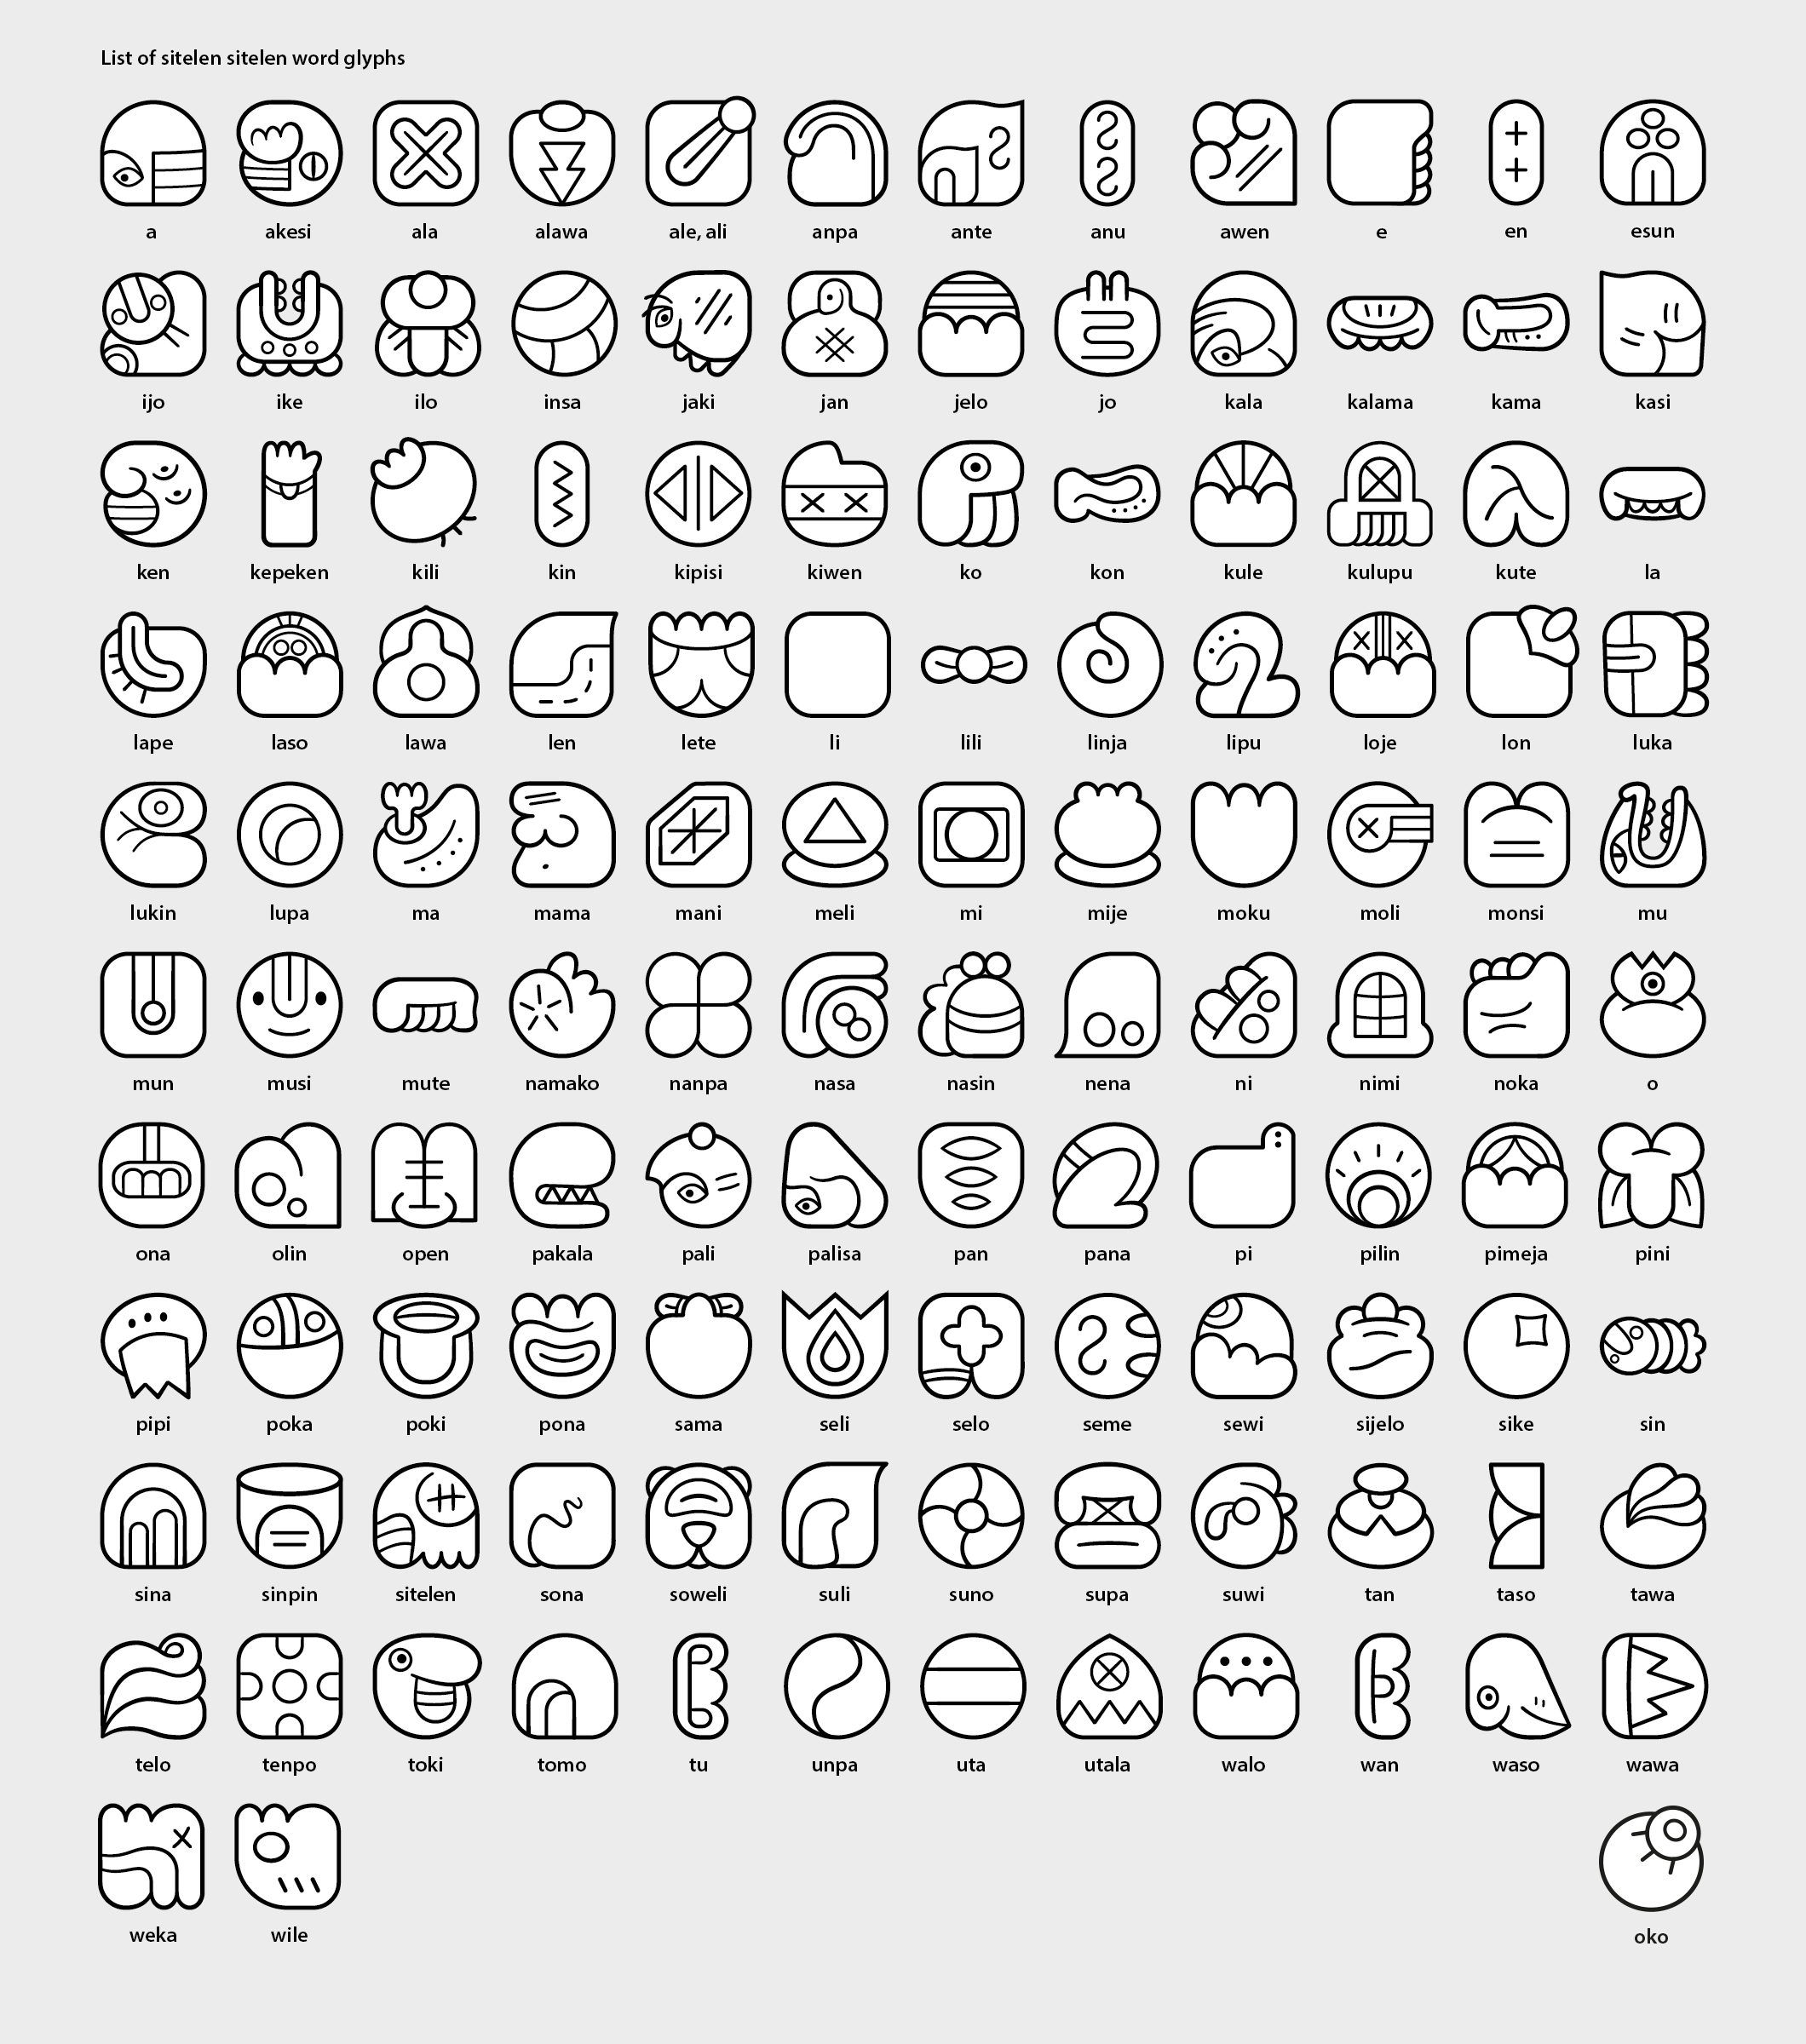 List of sitelen sitelen word glyphs
a akesi ala alawa ale, ali anpa ante anu awen e en esun
ijo ike ilo insa jaki jan jelo jo kala kalama kama kasi
ken kepeken kili kin kipisi kiwen ko kon kule kulupu kute la
lape laso lawa len lete li lili linja lipu loje lon luka
lukin lupa ma mama mani meli mi mije moku moli monsi mu
mun musi mute namako nanpa nasa nasin nena ni nimi noka o
ona olin open pakala pali palisa pan pana pi pilin pimeja pini
pipi poka poki pona sama seli selo seme sewi sijelo sike sin
sina sinpin sitelen sona soweli suli suno supa suwi tan taso tawa
telo tenpo toki tomo tu unpa uta utala walo wan waso wawa
weka wile oko